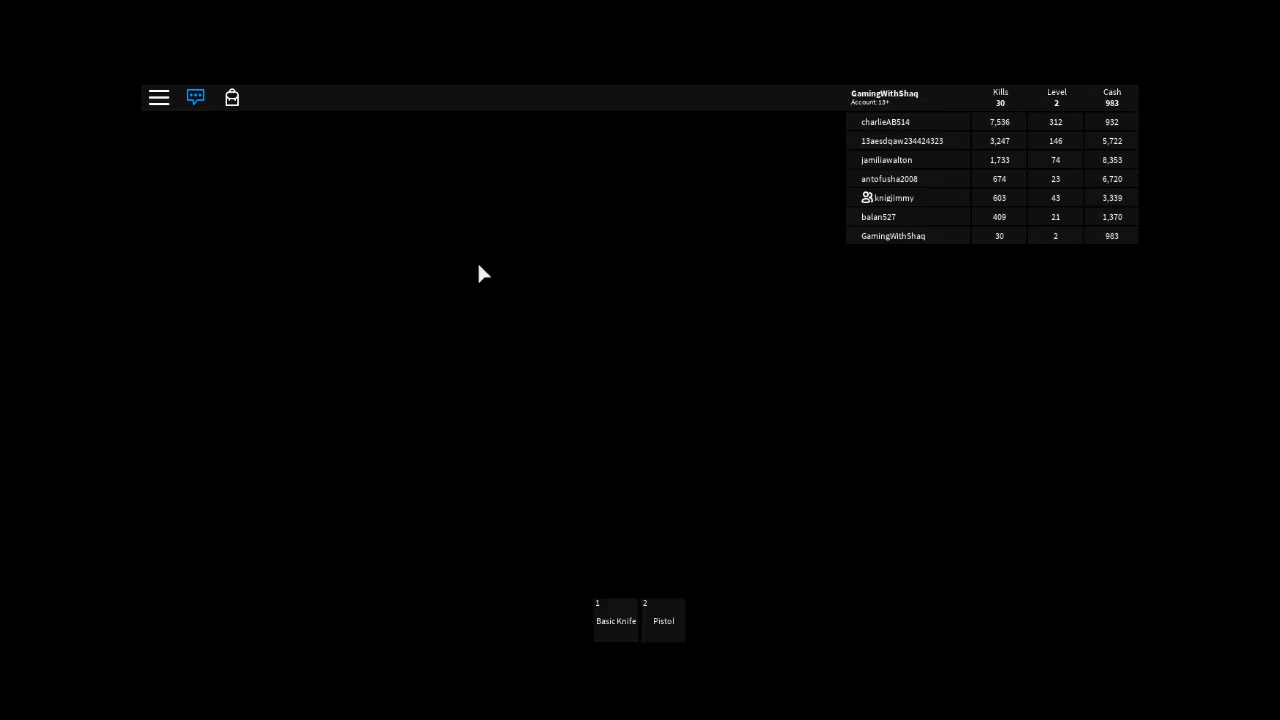 GamingWithShaq Kills Level Cash
Account: 13+ 30 2 983
charlieAB514 7,536 312 932
13aesdqaw234424323 3,247 146 5,722
jamiliawalton 1,733 74 8,353
antofusha2008 674 23 6,720
knigjimmy 603 43 3,339
balan527 409 21 1,370
GamingWithShaq 30 2 983
1 2
Basic Knife Pistol